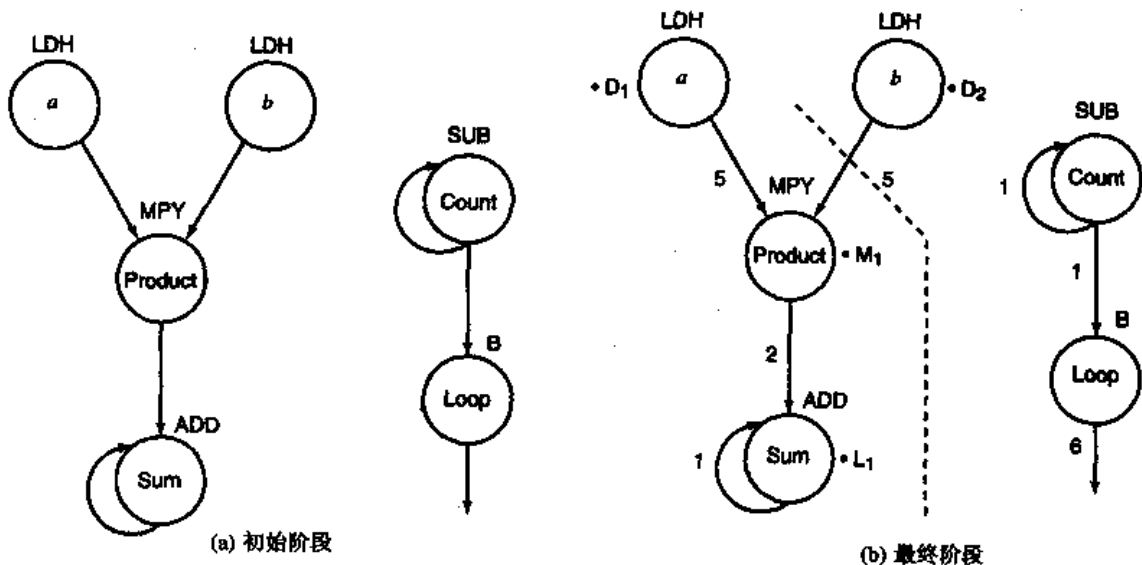 LDH
a
LDH
b
MPY
Product
ADD
Sum
SUB
Count
B
Loop
(a) 初始阶段
LDH
a
• D₁
LDH
b
• D₂
5
MPY
5
Product
• M₁
2
ADD
1
Sum
• L₁
SUB
1
Count
1
B
Loop
6
(b) 最终阶段